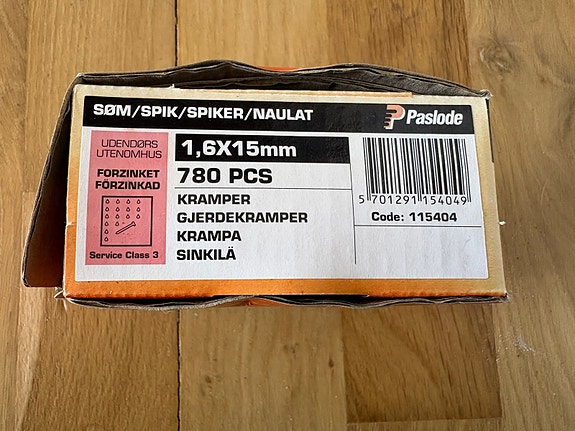 SØM/SPIK/SPIKER/NAULAT
Paslode
UDENDØRS
UTENOMHUS
FORZINKET
FÖRZINKAD
Service Class 3
1,6X15mm
780 PCS
KRAMPER
GJERDEKRAMPER
KRAMPA
SINKILÄ
5 701291 154049
Code: 115404